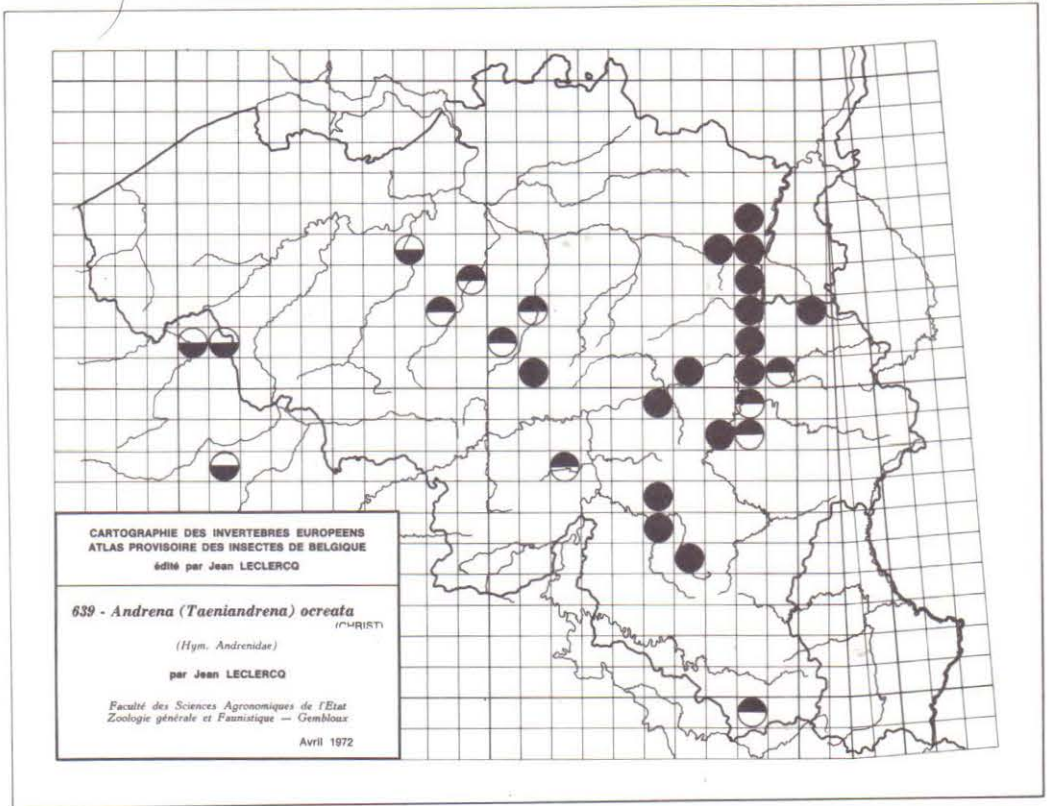 CARTOGRAPHIE DES INVERTEBRES EUROPEENS
ATLAS PROVISOIRE DES INSECTES DE BELGIQUE
édité par Jean LECLERCQ
639 - Andrena (Taeniandrena) ocreata
(CHRIST)
(Hym. Andrenidae)
par Jean LECLERCQ
Faculté des Sciences Agronomiques de l'Etat
Zoologie générale et Faunistique — Gembloux
Avril 1972